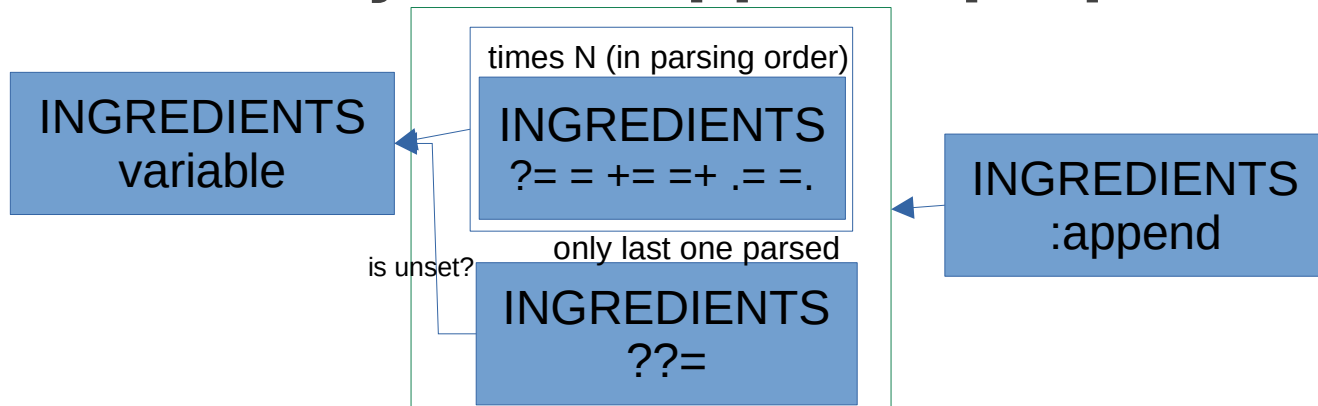 INGREDIENTS
variable
times N (in parsing order)
INGREDIENTS
?= = += =+ .= =.
only last one parsed
is unset?
INGREDIENTS
??=
INGREDIENTS
:append